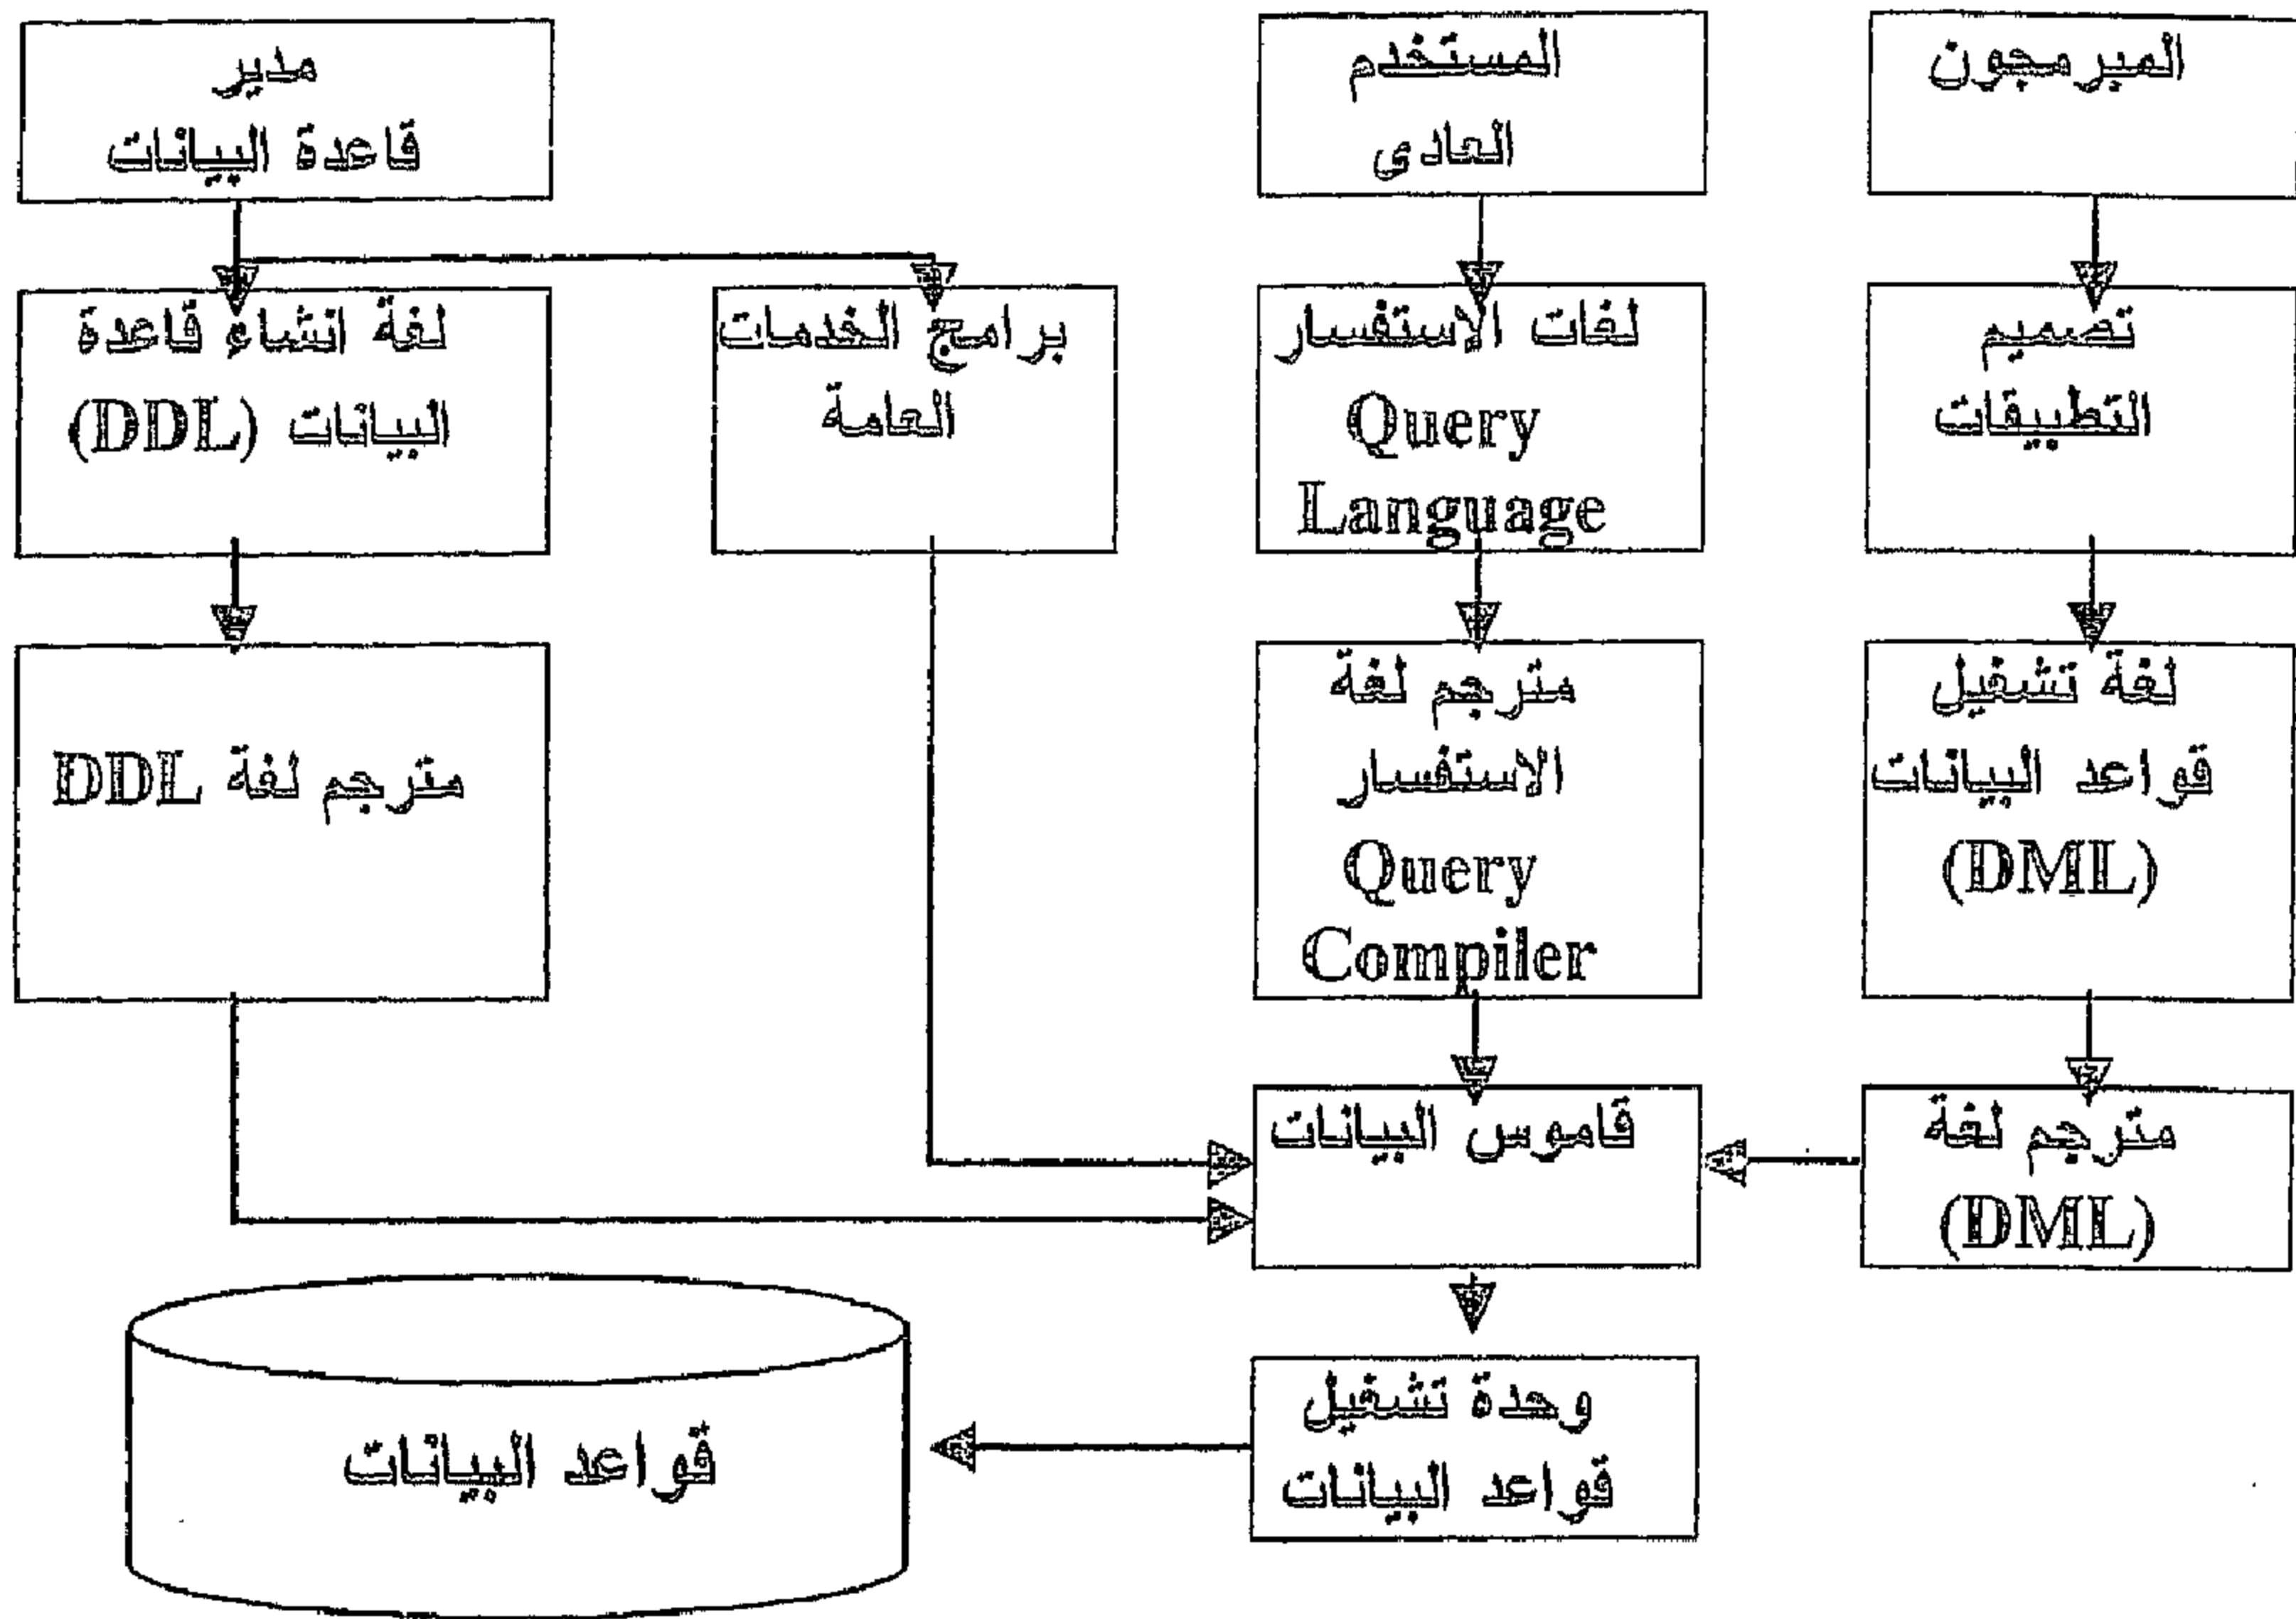 المبرمجون
المستخدم
العادى
مدير
قاعدة البيانات
تصميم
التطبيقات
لغات الإستفسار
Query
Language
برامج الخدمات
العامة
لغة انشاء قاعدة
البيانات (DDL)
لغة تشغيل
قواعد البيانات
(DML)
مترجم لغة
الاستفسار
Query
Compiler
مترجم لغة DDL
مترجم لغة
(DML)
قاموس البيانات
وحدة تشغيل
قواعد البيانات
قواعد البيانات